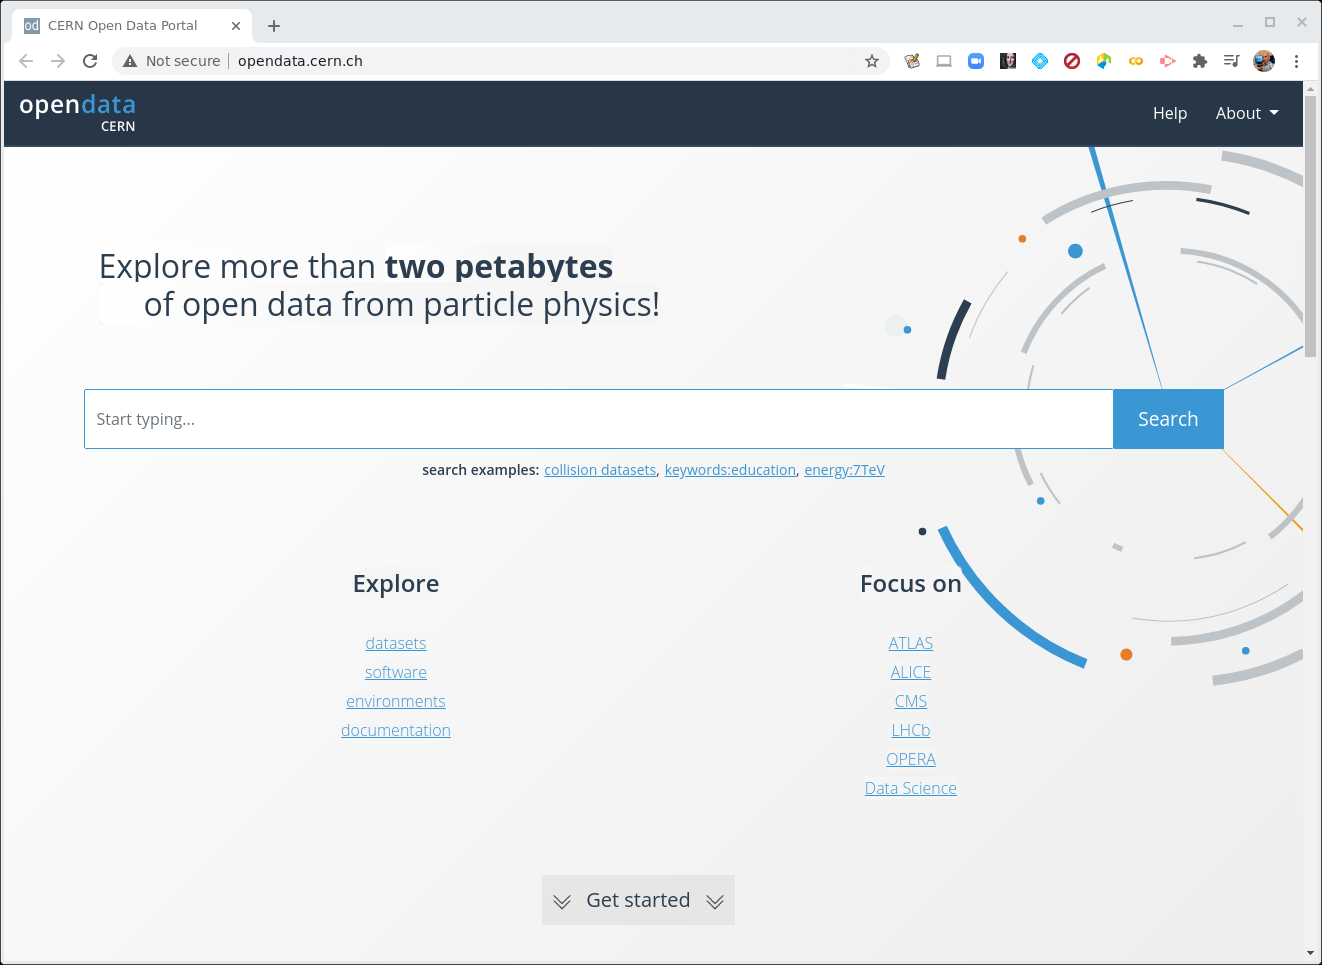 od CERN Open Data Portal
Not secure opendata.cern.ch
opendata
CERN
Help About
Explore more than two petabytes
of open data from particle physics!
Start typing... Search
search examples: collision datasets, keywords:education, energy:7TeV
Explore
datasets
software
environments
documentation
Focus on
ATLAS
ALICE
CMS
LHCb
OPERA
Data Science
Get started